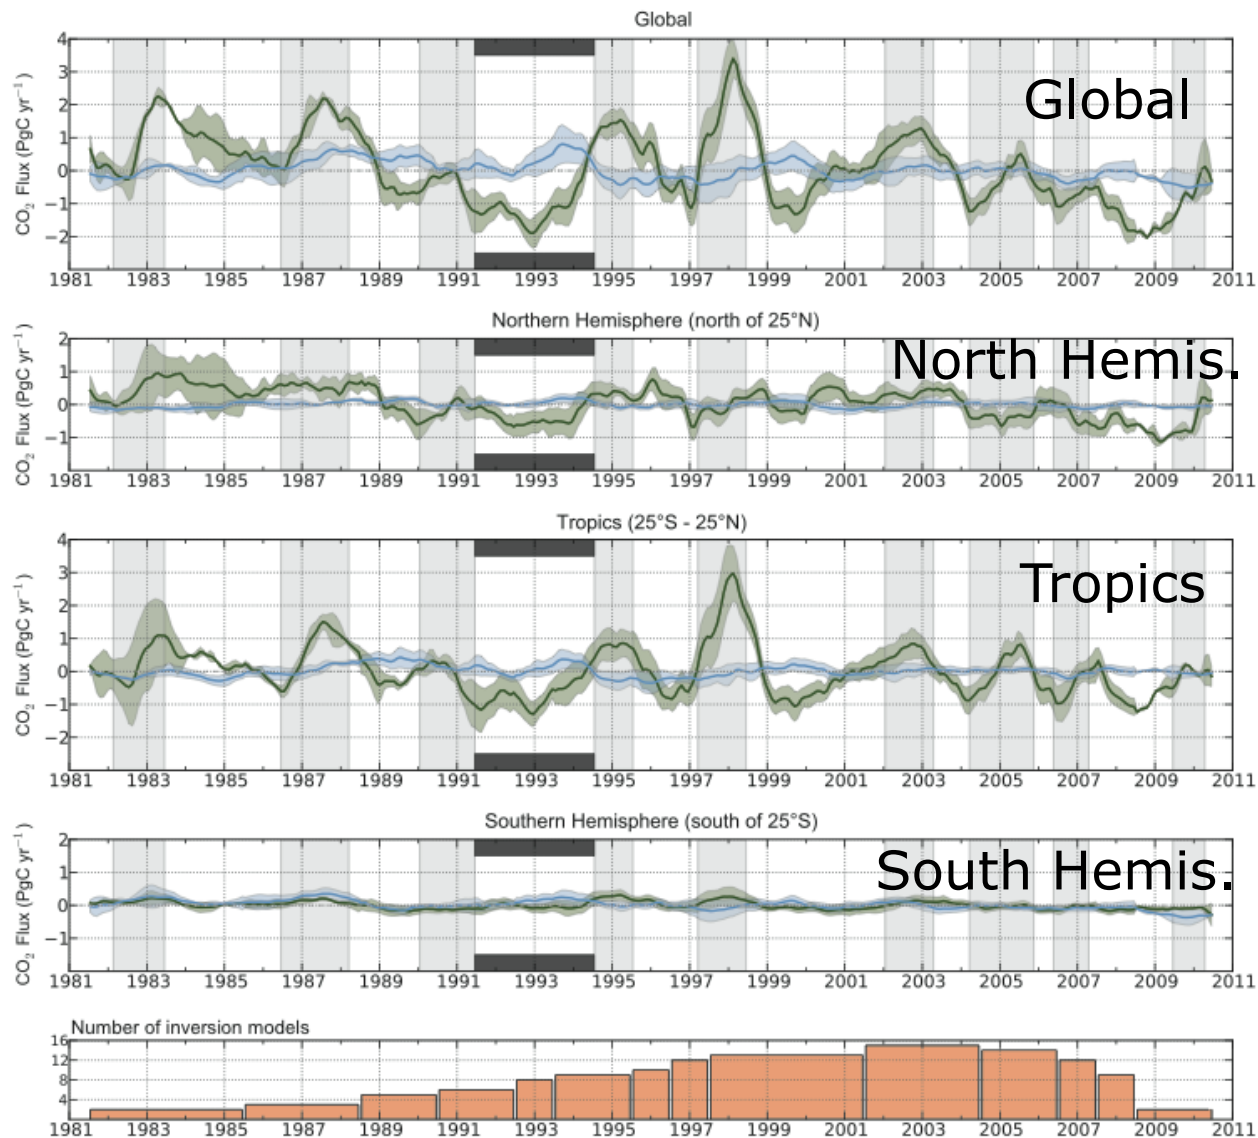 Global
CO₂ Flux (PgC yr⁻¹)
4
3
2
1
0
−1
−2
Global
1981 1983 1985 1987 1989 1991 1993 1995 1997 1999 2001 2003 2005 2007 2009 2011
Northern Hemisphere (north of 25°N)
CO₂ Flux (PgC yr⁻¹)
2
1
0
−1
North Hemis.
1981 1983 1985 1987 1989 1991 1993 1995 1997 1999 2001 2003 2005 2007 2009 2011
Tropics (25°S - 25°N)
CO₂ Flux (PgC yr⁻¹)
4
3
2
1
0
−1
−2
Tropics
1981 1983 1985 1987 1989 1991 1993 1995 1997 1999 2001 2003 2005 2007 2009 2011
Southern Hemisphere (south of 25°S)
CO₂ Flux (PgC yr⁻¹)
2
1
0
−1
South Hemis.
1981 1983 1985 1987 1989 1991 1993 1995 1997 1999 2001 2003 2005 2007 2009 2011
Number of inversion models
16
12
8
4
1981 1983 1985 1987 1989 1991 1993 1995 1997 1999 2001 2003 2005 2007 2009 2011